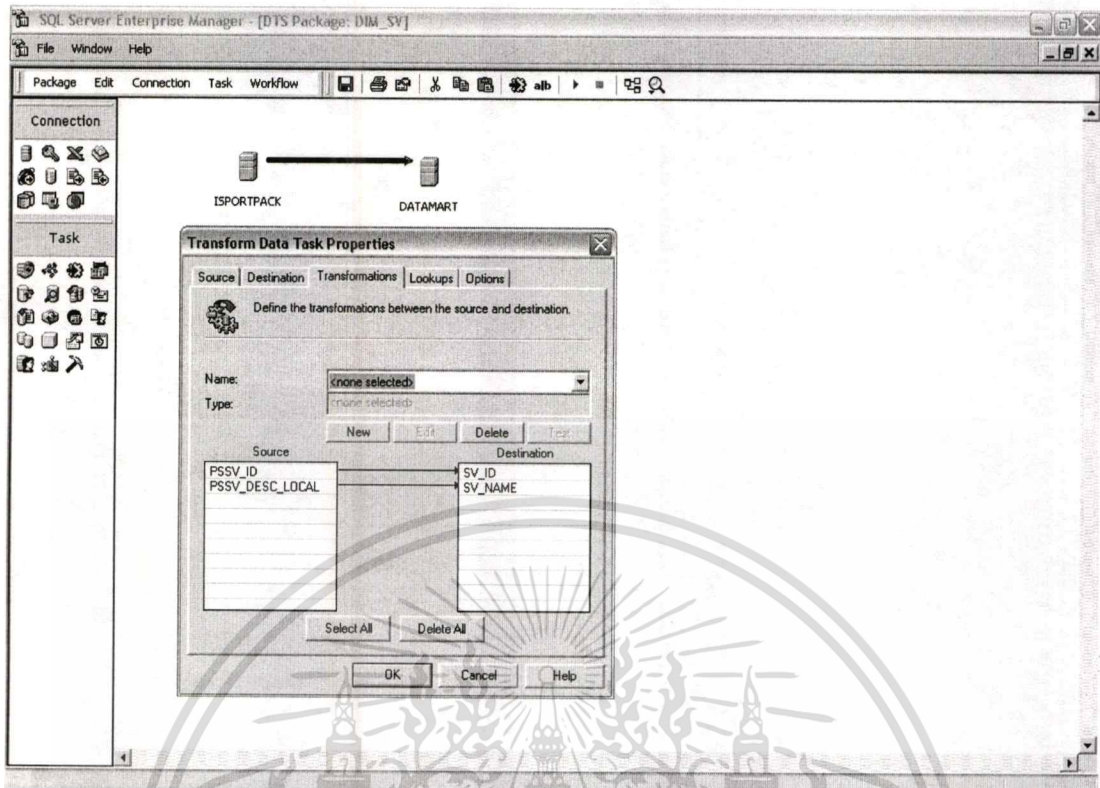 SQL Server Enterprise Manager - [DTS Package: DIM_SV]
File Window Help
Package Edit Connection Task Workflow
alb
Connection
Task
ISPORTPACK
DATAMART
Transform Data Task Properties
Source Destination Transformations Lookups Options
Define the transformations between the source and destination.
Name: <none selected>
Type: <none selected>
New Edit Delete Test
Source Destination
PSSV_ID SV_ID
PSSV_DESC_LOCAL SV_NAME
Select All Delete All
OK Cancel Help